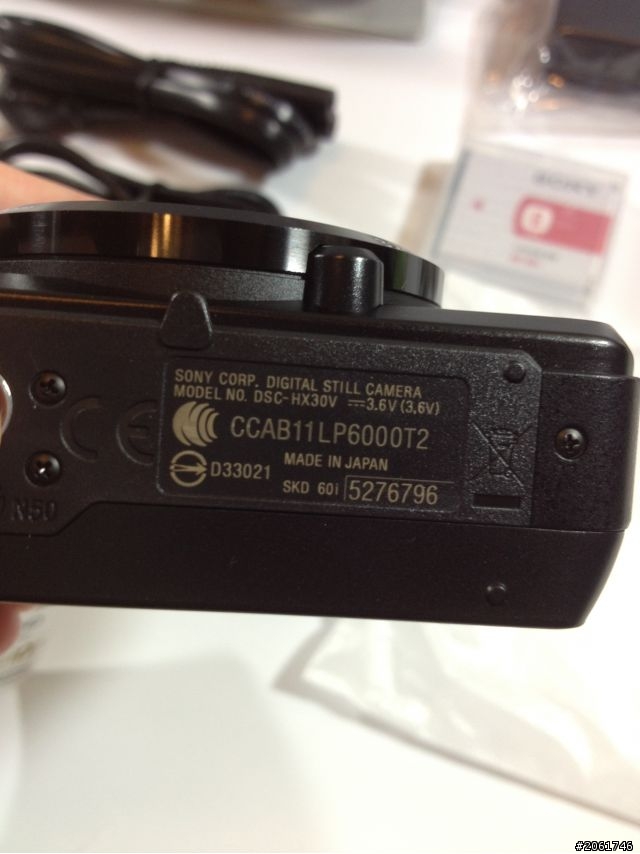 SONY
SONY CORP. DIGITAL STILL CAMERA
MODEL NO. DSC-HX30V ⎓3.6V (3,6V)
CCAB11LP6000T2
D33021 MADE IN JAPAN
SKD 60i 5276796
CE
N50
#2061746